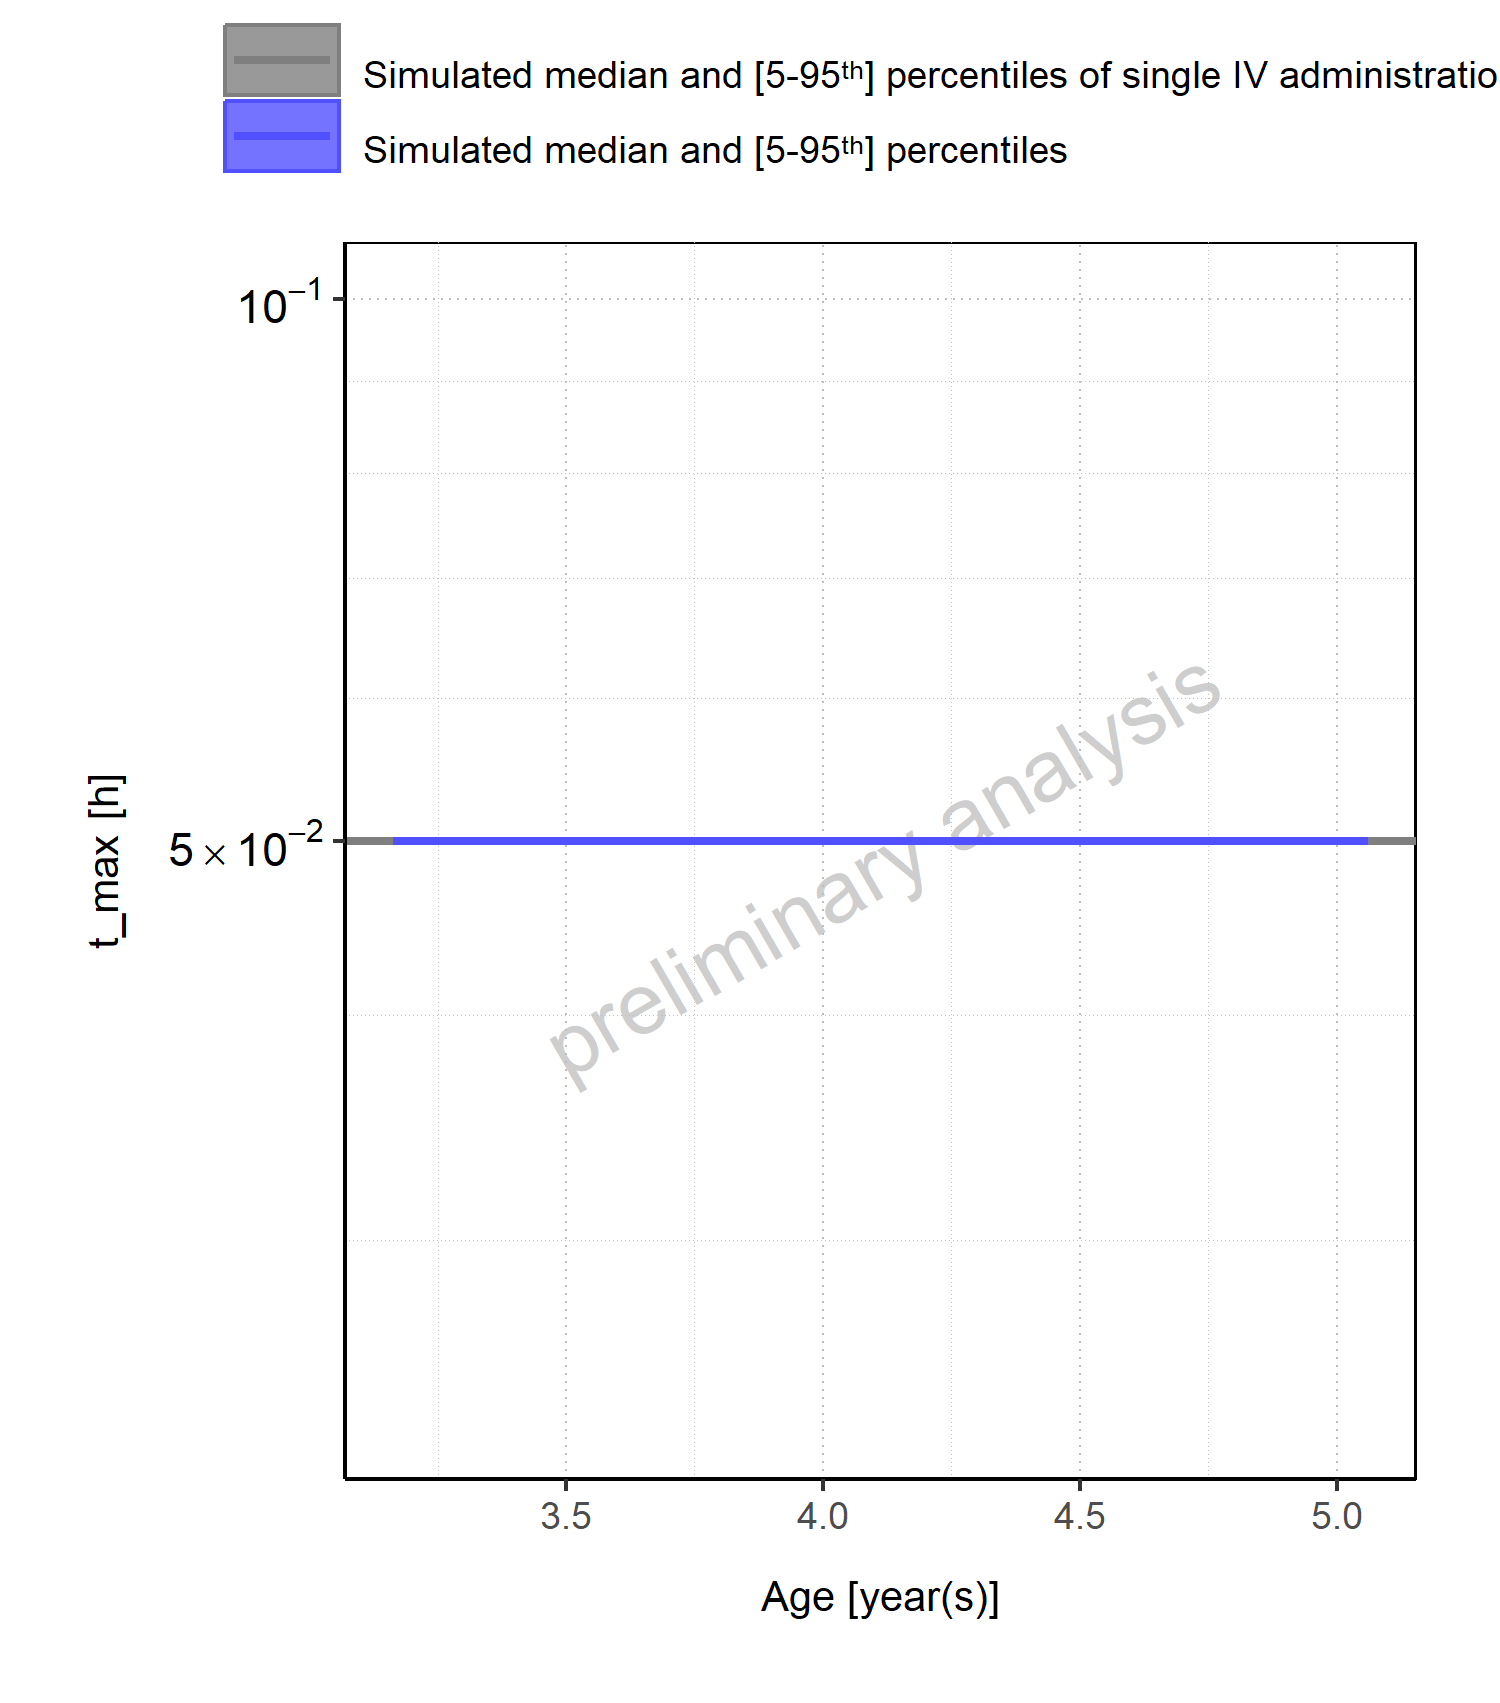 Simulated median and [5-95th] percentiles of single IV administratio
Simulated median and [5-95th] percentiles
10−1
5 × 10−2
t_max [h]
preliminary analysis
3.5 4.0 4.5 5.0
Age [year(s)]